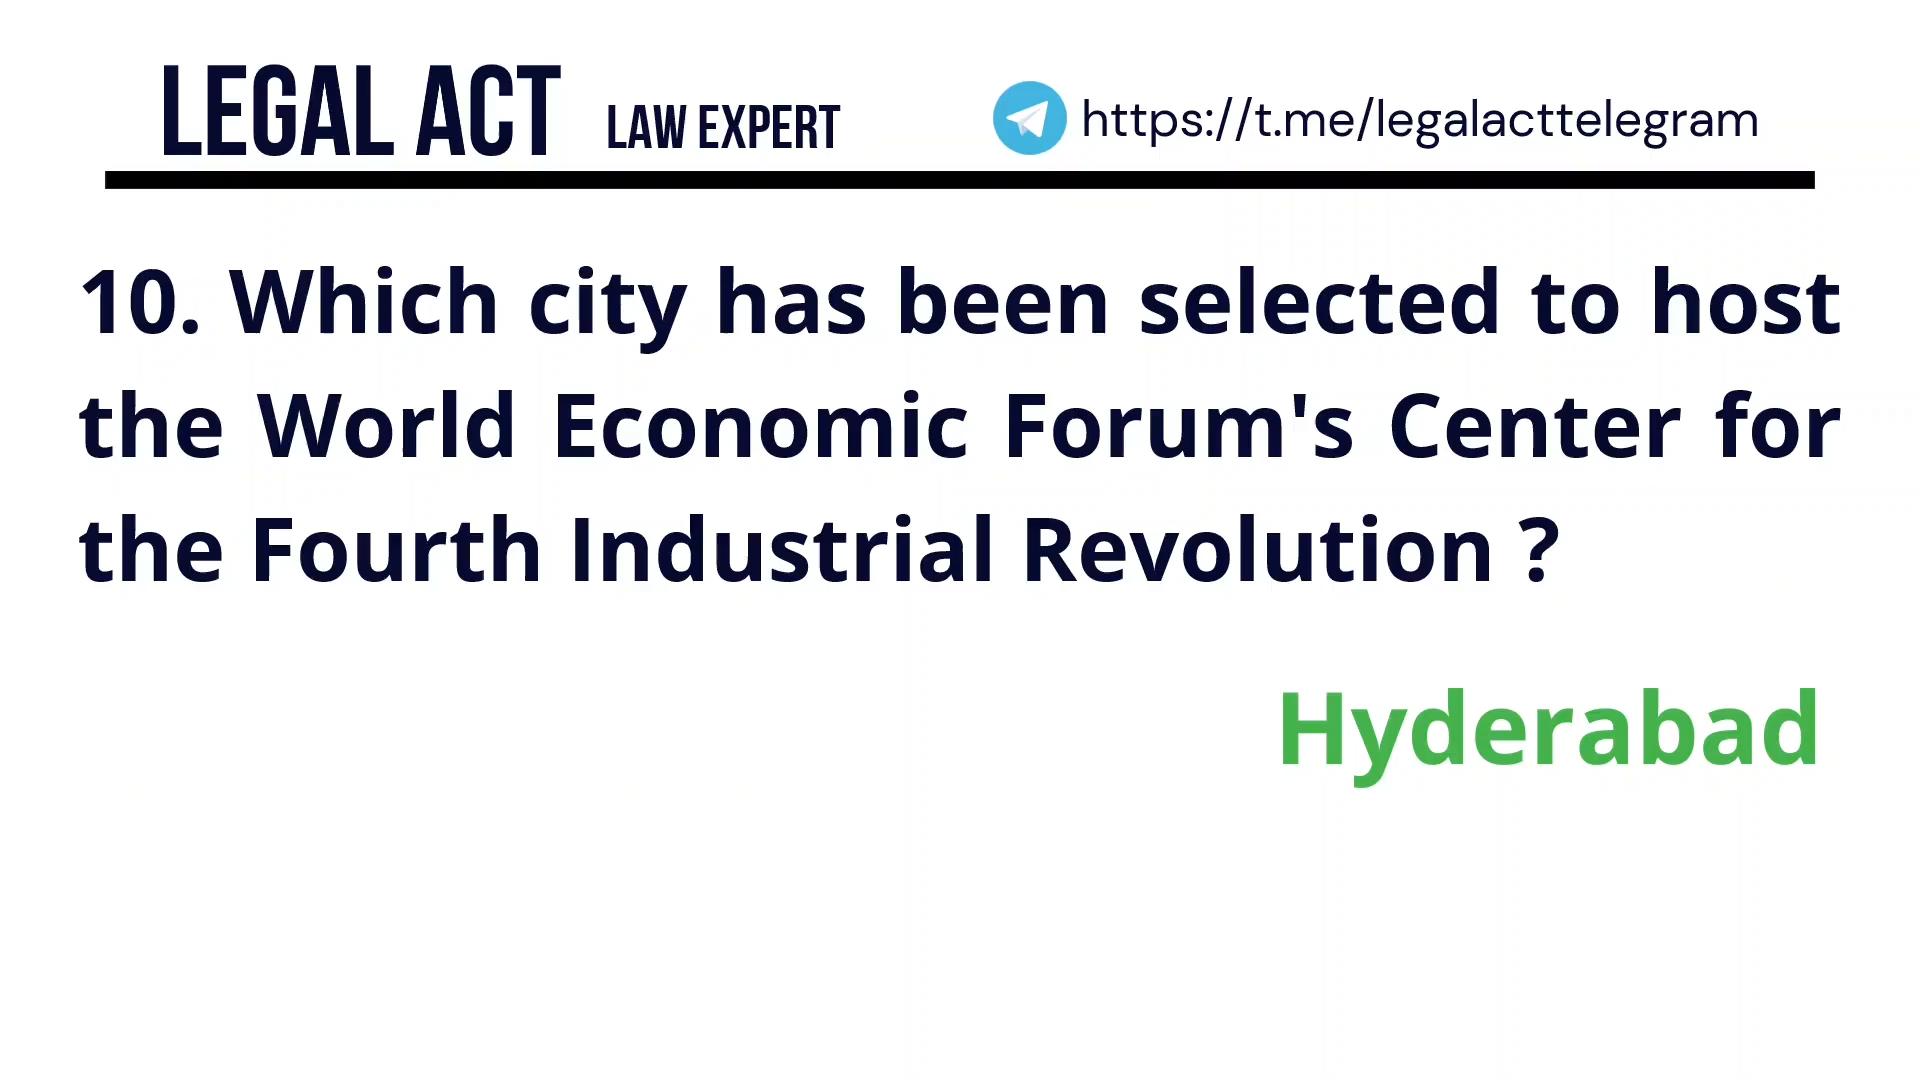 LEGAL ACT LAW EXPERT https://t.me/legalacttelegram
10. Which city has been selected to host
the World Economic Forum's Center for
the Fourth Industrial Revolution ?
Hyderabad